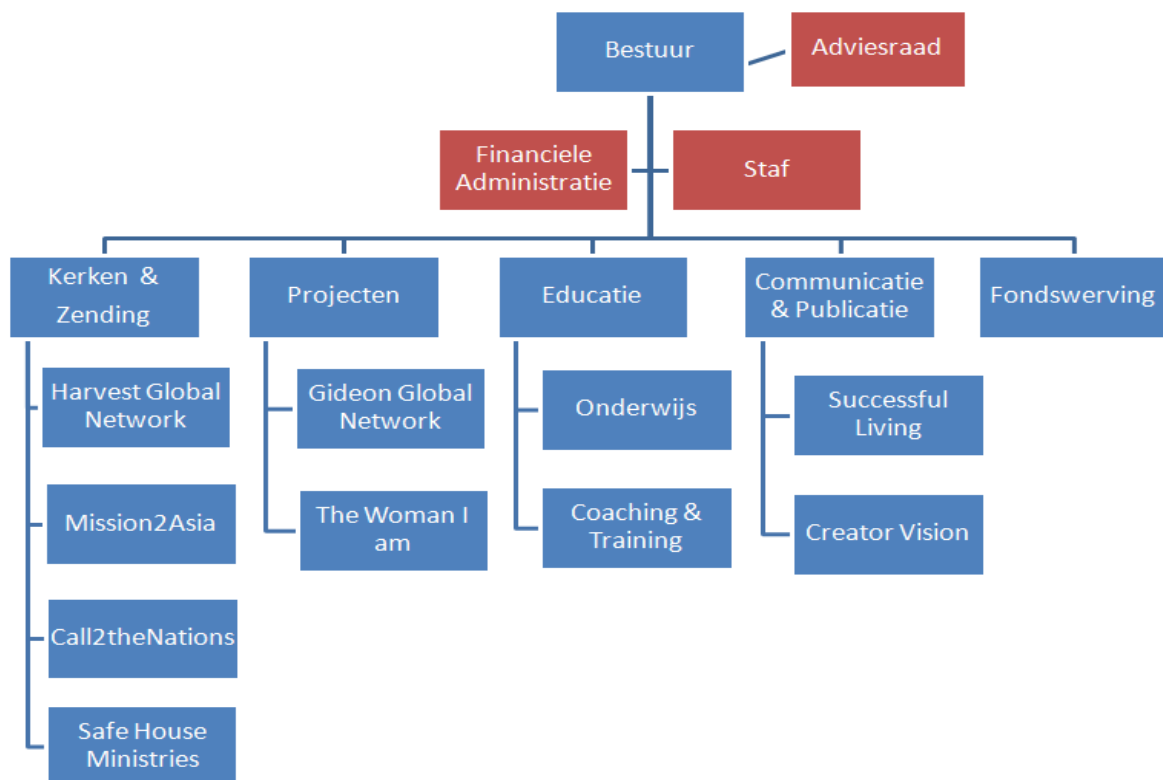 Bestuur
Adviesraad
Financiele
Administratie
Staf
Kerken &
Zending
Projecten
Educatie
Communicatie
& Publicatie
Fondswerving
Harvest Global
Network
Gideon Global
Network
Onderwijs
Successful
Living
Mission2Asia
The Woman I
am
Coaching &
Training
Creator Vision
Call2theNations
Safe House
Ministries